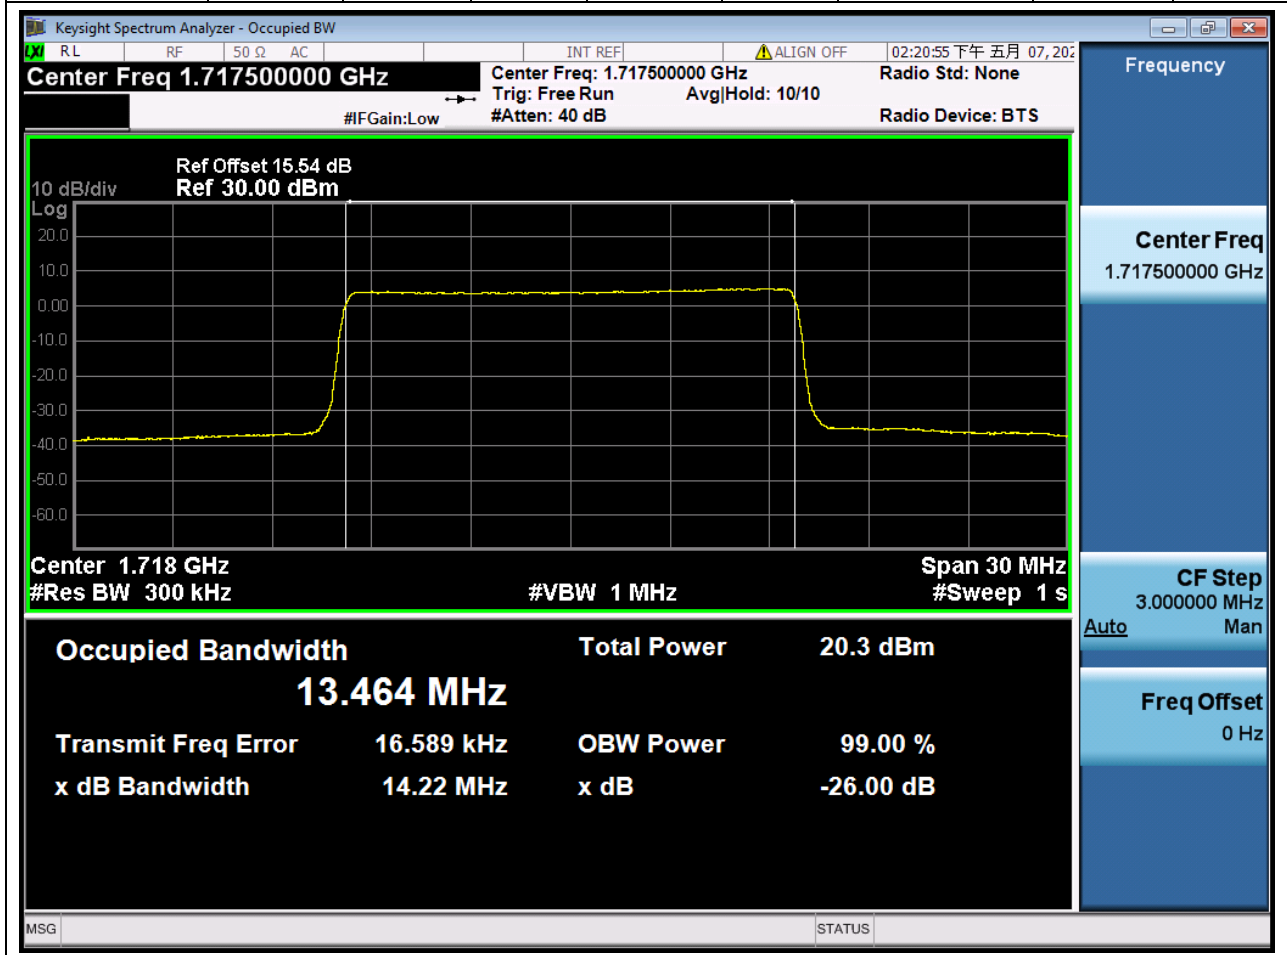 Keysight Spectrum Analyzer - Occupied BW
LXI RL RF 50 Ω AC INT REF ALIGN OFF 02:20:55 下午 五月 07, 202
Center Freq 1.717500000 GHz
Center Freq: 1.717500000 GHz
Radio Std: None
Trig: Free Run Avg|Hold: 10/10
#IFGain:Low #Atten: 40 dB
Radio Device: BTS
Ref Offset 15.54 dB
10 dB/div Ref 30.00 dBm
Log
20.0
10.0
0.00
-10.0
-20.0
-30.0
-40.0
-50.0
-60.0
Center 1.718 GHz Span 30 MHz
#Res BW 300 kHz #VBW 1 MHz #Sweep 1 s
Occupied Bandwidth Total Power 20.3 dBm
13.464 MHz
Transmit Freq Error 16.589 kHz OBW Power 99.00 %
x dB Bandwidth 14.22 MHz x dB -26.00 dB
MSG STATUS
Frequency
Center Freq
1.717500000 GHz
CF Step
3.000000 MHz
Auto Man
Freq Offset
0 Hz